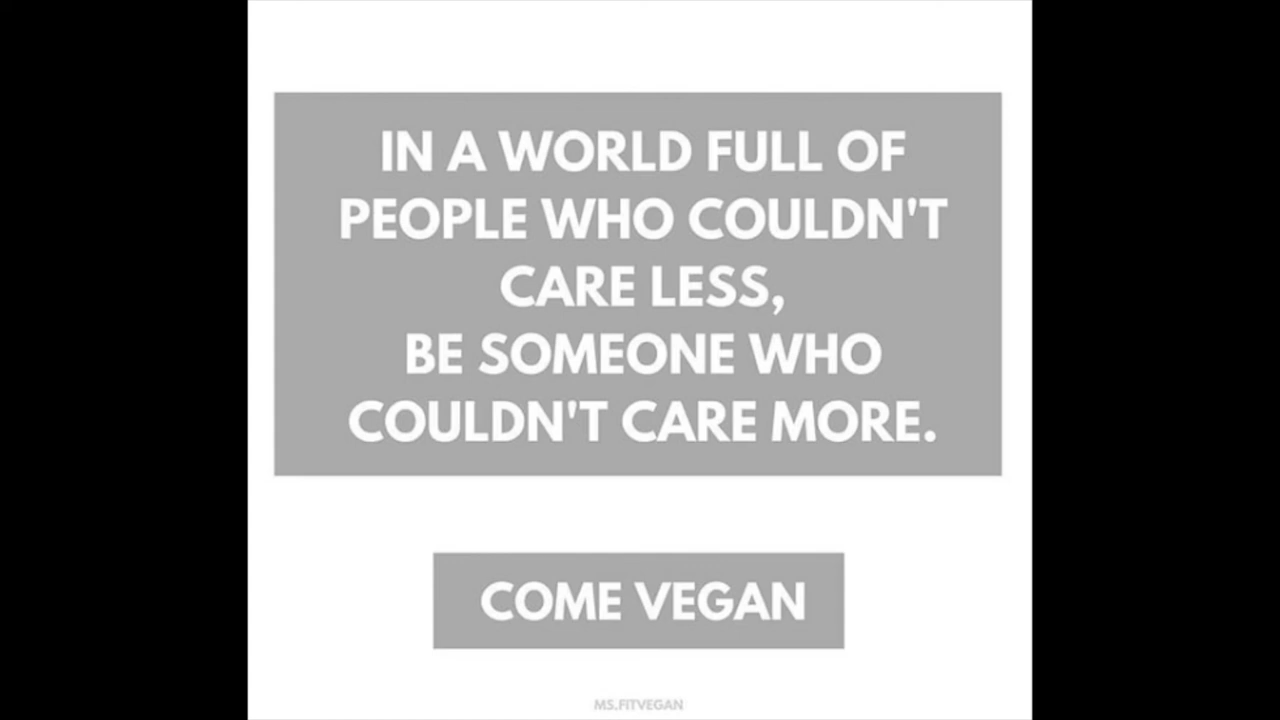 IN A WORLD FULL OF
PEOPLE WHO COULDN'T
CARE LESS,
BE SOMEONE WHO
COULDN'T CARE MORE.
COME VEGAN
MS.FITVEGAN